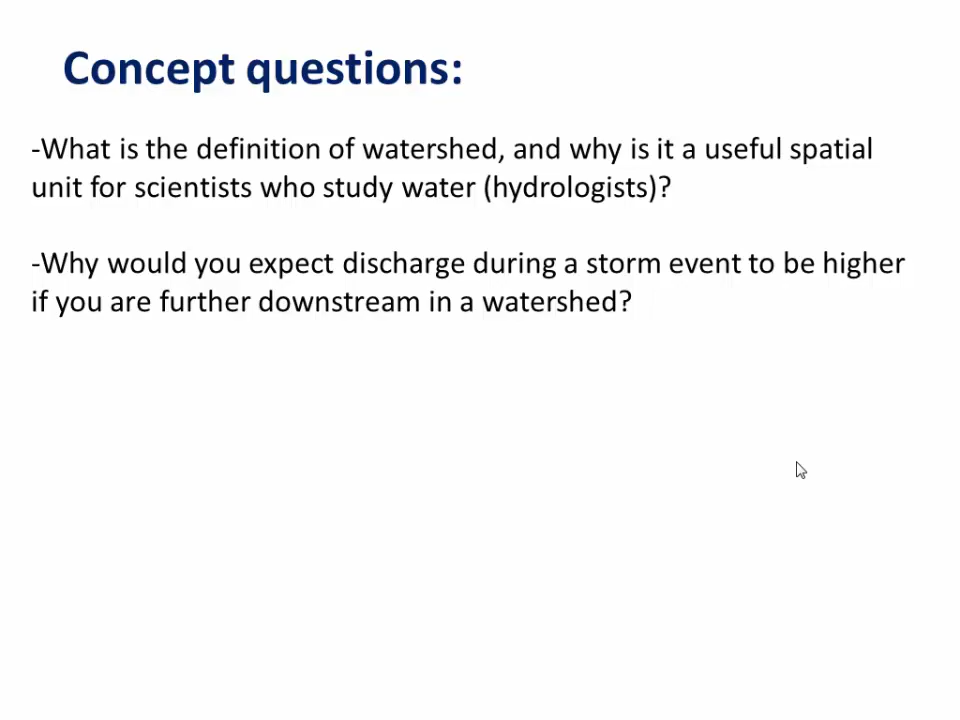 Concept questions:
-What is the definition of watershed, and why is it a useful spatial
unit for scientists who study water (hydrologists)?
-Why would you expect discharge during a storm event to be higher
if you are further downstream in a watershed?